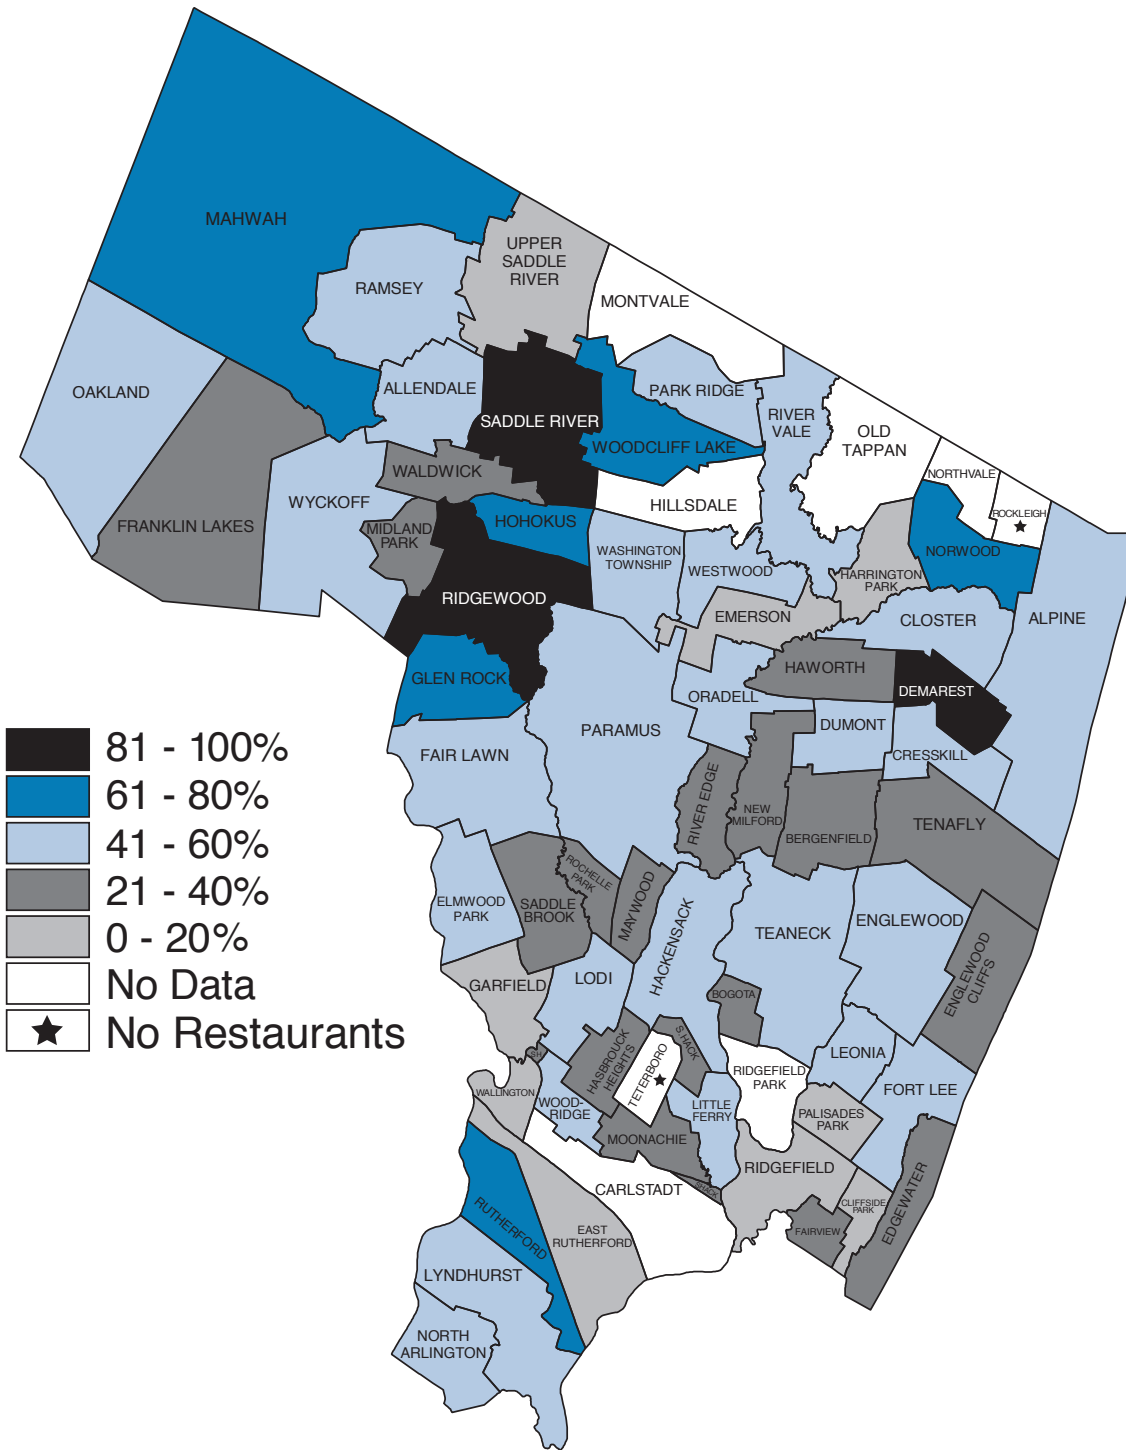 MAHWAH
UPPER
SADDLE
RIVER
RAMSEY
MONTVALE
OAKLAND
ALLENDALE
PARK RIDGE
SADDLE RIVER
RIVER
VALE
OLD
TAPPAN
WOODCLIFF LAKE
WALDWICK
NORTHVALE
WYCKOFF
HILLSDALE
ROCKLEIGH
FRANKLIN LAKES
MIDLAND
PARK
HOHOKUS
WASHINGTON
TOWNSHIP
WESTWOOD
NORWOOD
HARRINGTON
PARK
RIDGEWOOD
EMERSON
CLOSTER
ALPINE
GLEN ROCK
HAWORTH
DEMAREST
ORADELL
PARAMUS
DUMONT
FAIR LAWN
CRESSKILL
81 - 100%
61 - 80%
41 - 60%
21 - 40%
0 - 20%
No Data
No Restaurants
RIVER EDGE
NEW
MILFORD
BERGENFIELD
TENAFLY
ROCHELLE
PARK
ELMWOOD
PARK
SADDLE
BROOK
MAYWOOD
HACKENSACK
TEANECK
ENGLEWOOD
ENGLEWOOD
CLIFFS
GARFIELD
LODI
BOGOTA
SH
HASBROUCK
HEIGHTS
S.HACK
TETERBORO
RIDGEFIELD
PARK
LEONIA
FORT LEE
WALLINGTON
WOOD-
RIDGE
LITTLE
FERRY
PALISADES
PARK
MOONACHIE
RIDGEFIELD
CARLSTADT
SHACK
CLIFFSIDE
PARK
EDGEWATER
RUTHERFORD
EAST
RUTHERFORD
FAIRVIEW
LYNDHURST
NORTH
ARLINGTON